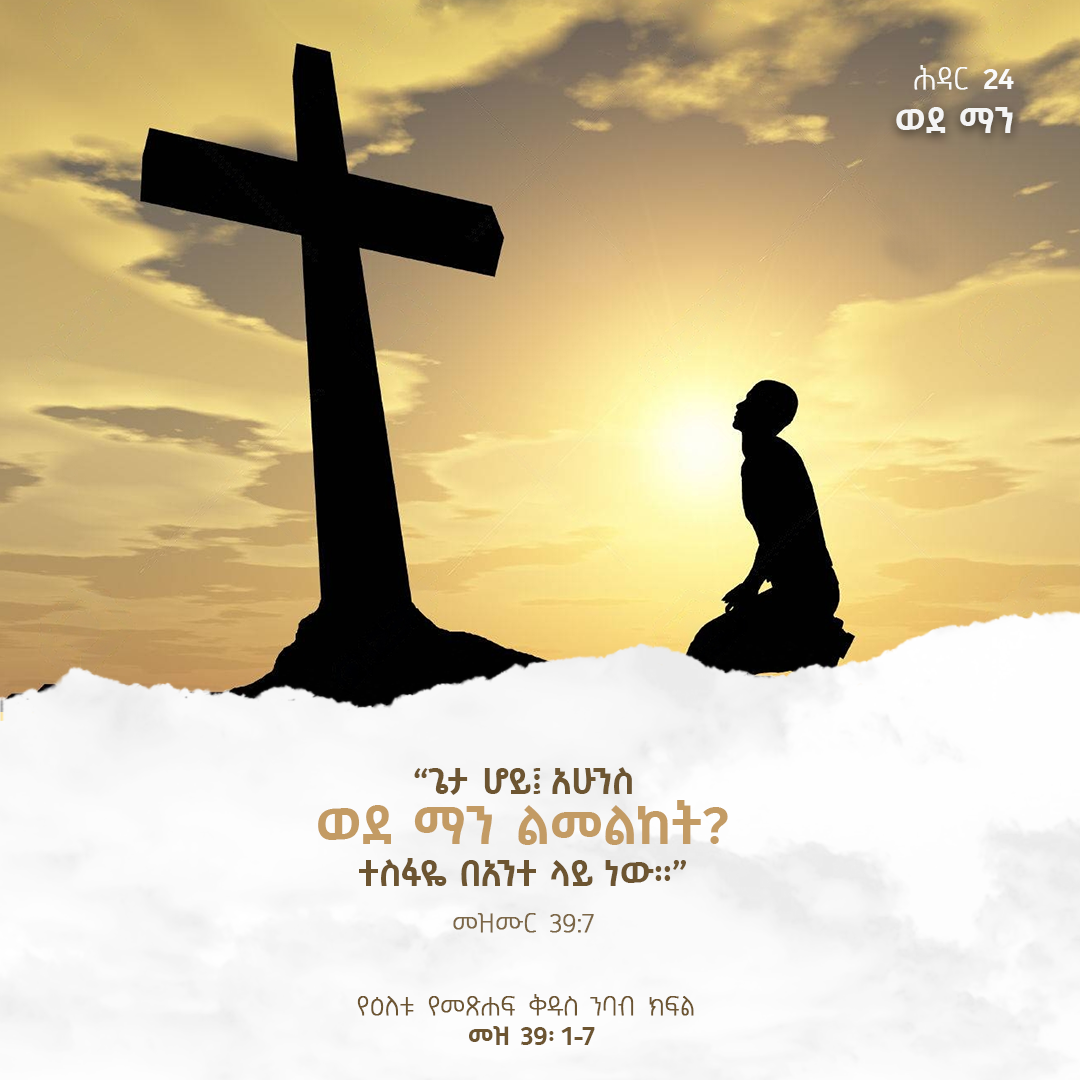 ሕዳር 24
ወደ ማን
“ጌታ ሆይ፤ አሁንስ
ወደ ማን ልመልከት?
ተስፋዬ በአንተ ላይ ነው።”
መዝሙር 39:7
የዕለቱ የመጽሐፍ ቅዱስ ንባብ ክፍል
መዝ 39፡ 1-7